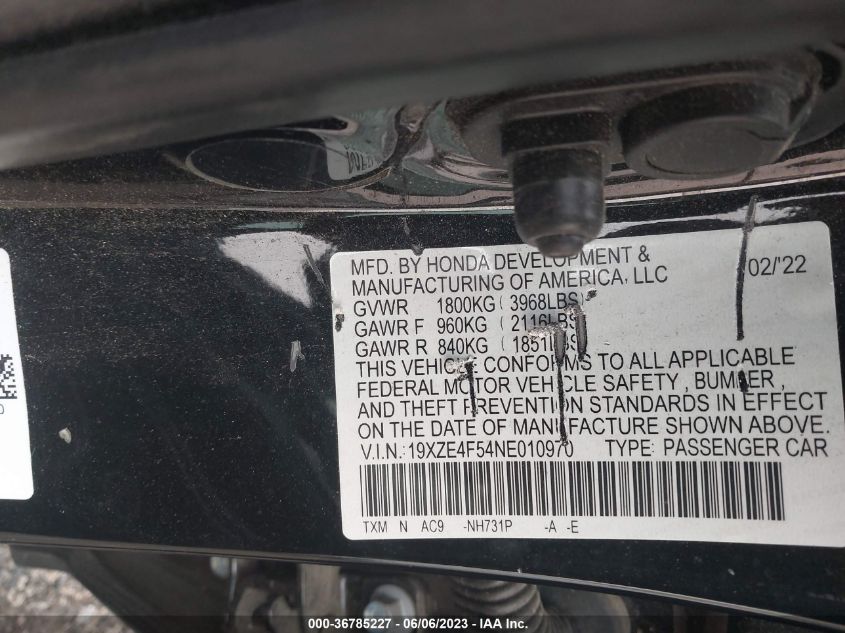 MFD. BY HONDA DEVELOPMENT &
MANUFACTURING OF AMERICA, LLC
02/'22
GVWR 1800KG ( 3968LBS)
GAWR F 960KG ( 2116LBS)
GAWR R 840KG ( 1851LBS)
THIS VEHICLE CONFORMS TO ALL APPLICABLE
FEDERAL MOTOR VEHICLE SAFETY , BUMPER ,
AND THEFT PREVENTION STANDARDS IN EFFECT
ON THE DATE OF MANUFACTURE SHOWN ABOVE.
V.I.N.: 19XZE4F54NE010970 TYPE: PASSENGER CAR
TXM N AC9 -NH731P -A -E
000-36785227 - 06/06/2023 - IAA Inc.